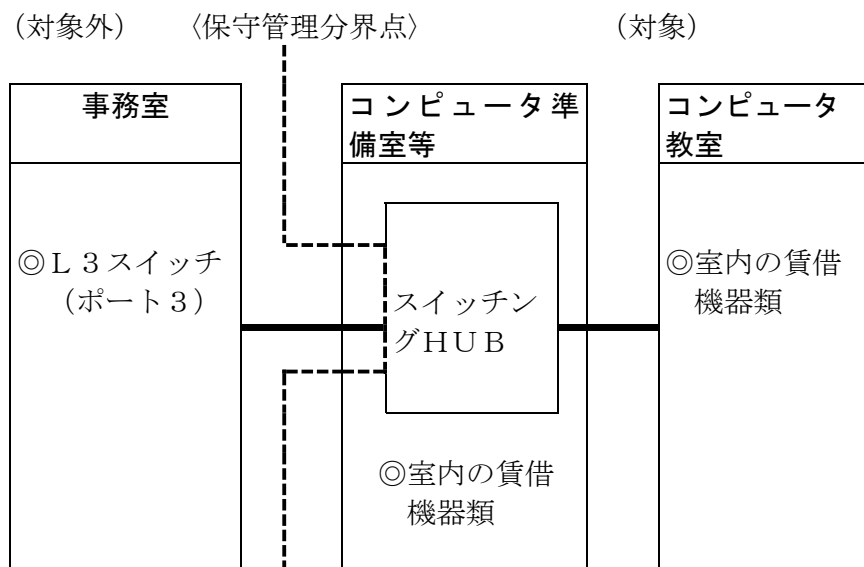 （対象外）　〈保守管理分界点〉　（対象）
事務室
コンピュータ準
備室等
コンピュータ
教室
◎Ｌ３スイッチ
（ポート３）
スイッチン
グＨＵＢ
◎室内の賃借
機器類
◎室内の賃借
機器類